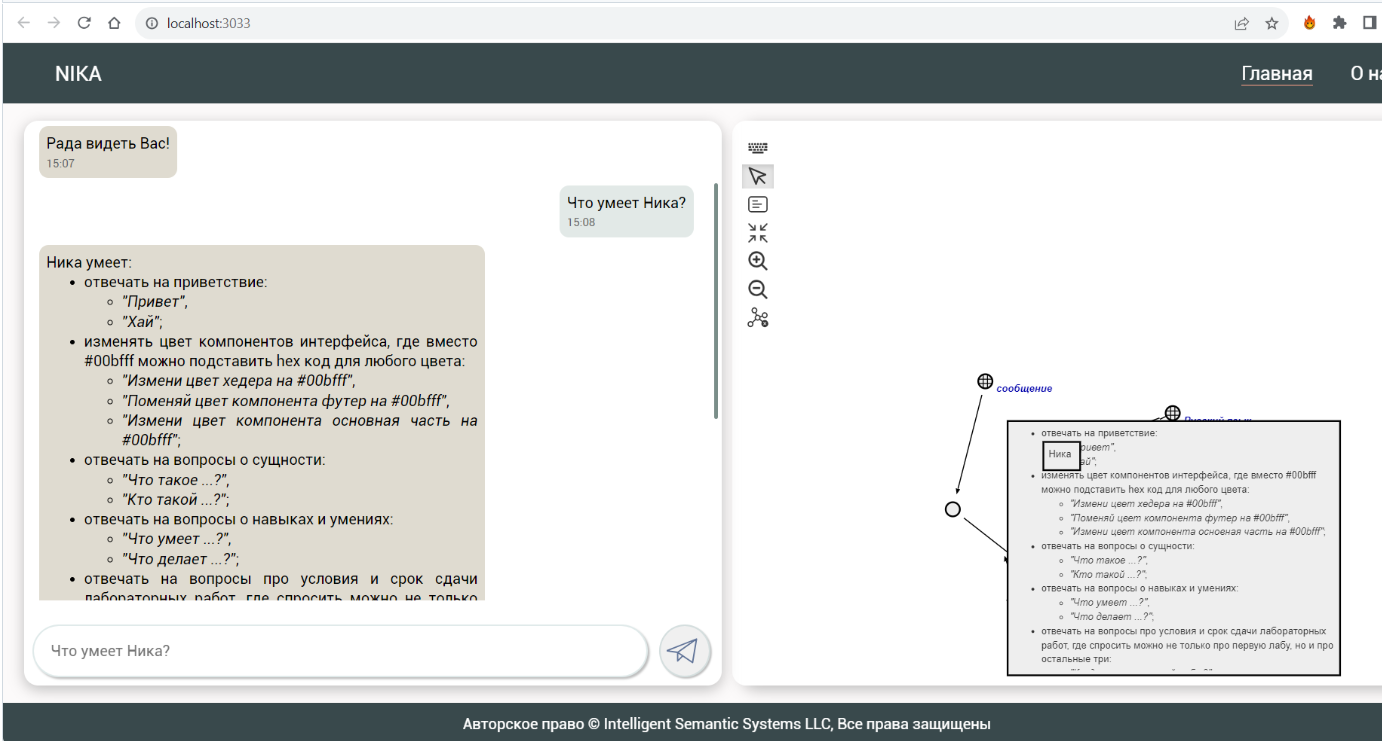 localhost:3033
NIKA
Главная
О на
Рада видеть Вас!
15:07
Что умеет Ника?
15:08
Ника умеет:
отвечать на приветствие:
"Привет",
"Хай";
изменять цвет компонентов интерфейса, где вместо
#00bfff можно подставить hex код для любого цвета:
"Измени цвет хедера на #00bfff",
"Поменяй цвет компонента футер на #00bfff",
"Измени цвет компонента основная часть на
#00bfff";
отвечать на вопросы о сущности:
"Что такое ...?",
"Кто такой ...?";
отвечать на вопросы о навыках и умениях:
"Что умеет ...?",
"Что делает ...?";
отвечать на вопросы про условия и срок сдачи
лабораторных работ, где спросить можно не только
Что умеет Ника?
сообщение
отвечать на приветствие:
Ника
ривет",
ай";
изменять цвет компонентов интерфейса, где вместо #00bfff
можно подставить hex код для любого цвета:
"Измени цвет хедера на #00bfff",
"Поменяй цвет компонента футер на #00bfff",
"Измени цвет компонента основная часть на #00bfff";
отвечать на вопросы о сущности:
"Что такое ...?",
"Кто такой ...?";
отвечать на вопросы о навыках и умениях:
"Что умеет ...?",
"Что делает ...?";
отвечать на вопросы про условия и срок сдачи лабораторных
работ, где спросить можно не только про первую лабу, но и про
остальные три:
Авторское право © Intelligent Semantic Systems LLC, Все права защищены